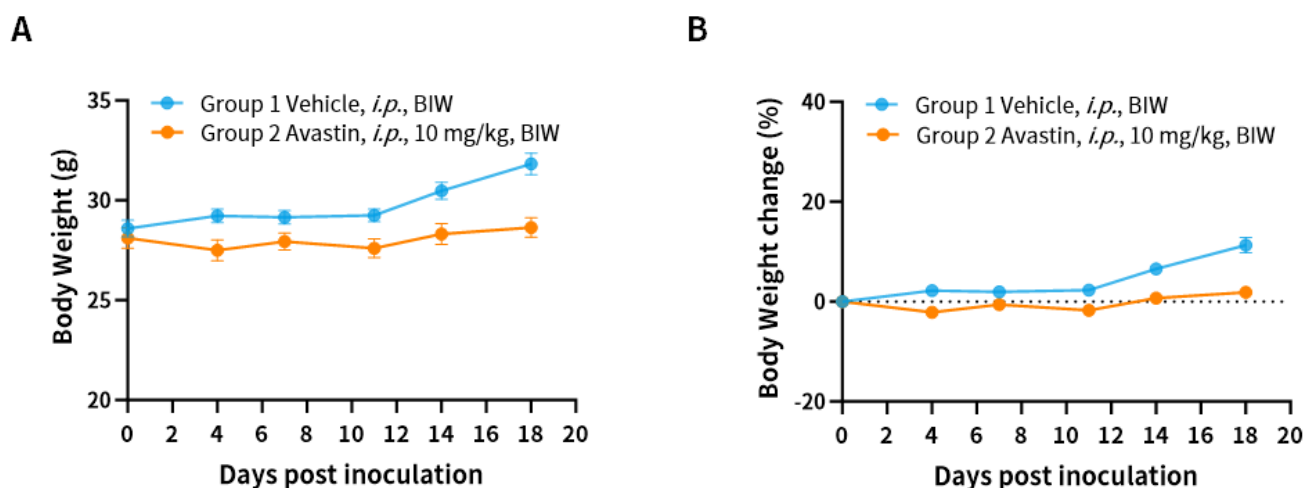 A
35
30
25
20
Body Weight (g)
Group 1 Vehicle, i.p., BIW
Group 2 Avastin, i.p., 10 mg/kg, BIW
0 2 4 6 8 10 12 14 16 18 20
Days post inoculation
B
40
20
0
-20
Body Weight change (%)
Group 1 Vehicle, i.p., BIW
Group 2 Avastin, i.p., 10 mg/kg, BIW
0 2 4 6 8 10 12 14 16 18 20
Days post inoculation